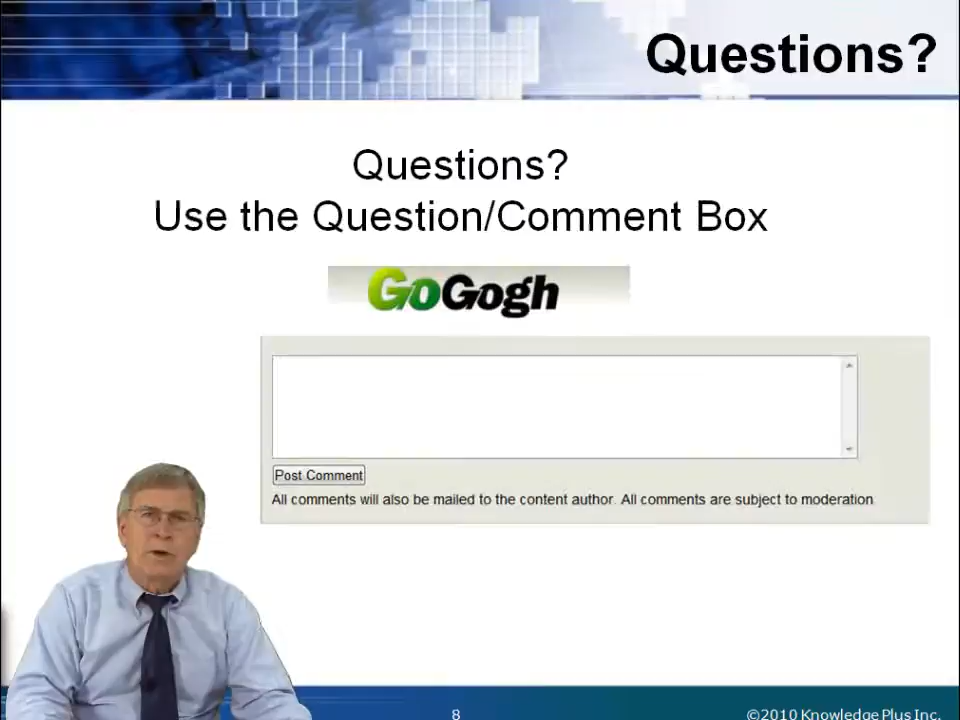 Questions?
Questions?
Use the Question/Comment Box
GoGogh
Post Comment
All comments will also be mailed to the content author. All comments are subject to moderation.
8
©2010 Knowledge Plus Inc.